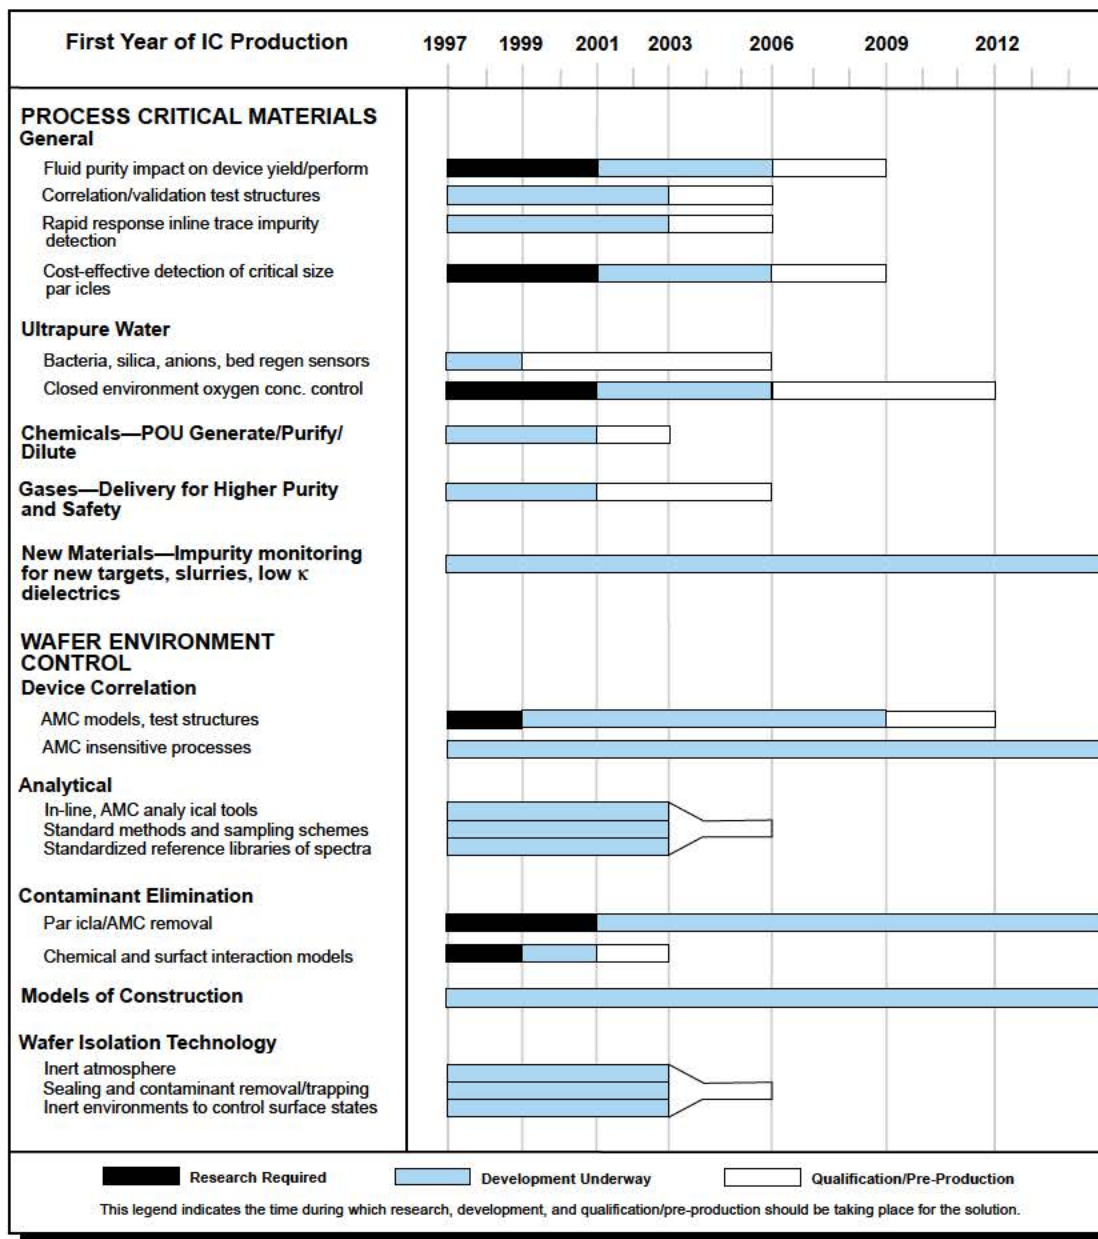 First Year of IC Production 1997 1999 2001 2003 2006 2009 2012
PROCESS CRITICAL MATERIALS
General
Fluid purity impact on device yield/perform
Correlation/validation test structures
Rapid response inline trace impurity
detection
Cost-effective detection of critical size
par icles
Ultrapure Water
Bacteria, silica, anions, bed regen sensors
Closed environment oxygen conc. control
Chemicals—POU Generate/Purify/
Dilute
Gases—Delivery for Higher Purity
and Safety
New Materials—Impurity monitoring
for new targets, slurries, low κ
dielectrics
WAFER ENVIRONMENT
CONTROL
Device Correlation
AMC models, test structures
AMC insensitive processes
Analytical
In-line, AMC analy ical tools
Standard methods and sampling schemes
Standardized reference libraries of spectra
Contaminant Elimination
Par icla/AMC removal
Chemical and surfact interaction models
Models of Construction
Wafer Isolation Technology
Inert atmosphere
Sealing and contaminant removal/trapping
Inert environments to control surface states
Research Required Development Underway Qualification/Pre-Production
This legend indicates the time during which research, development, and qualification/pre-production should be taking place for the solution.